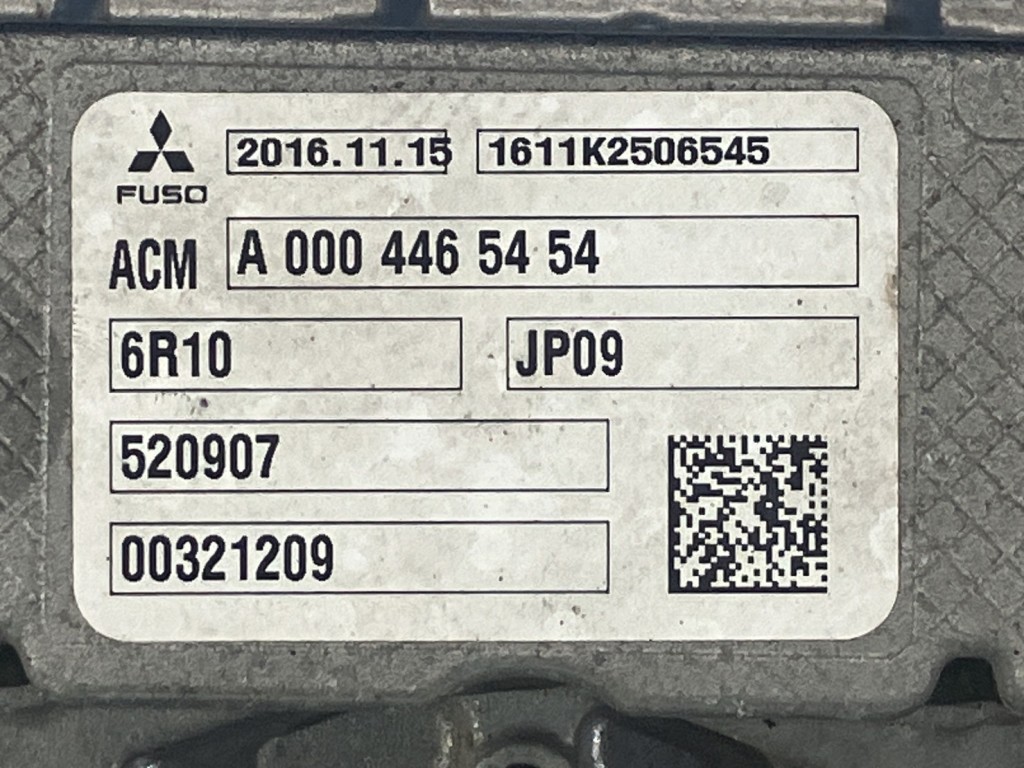 2016.11.15 1611K2506545
FUSO
ACM A 000 446 54 54
6R10 JP09
520907
00321209